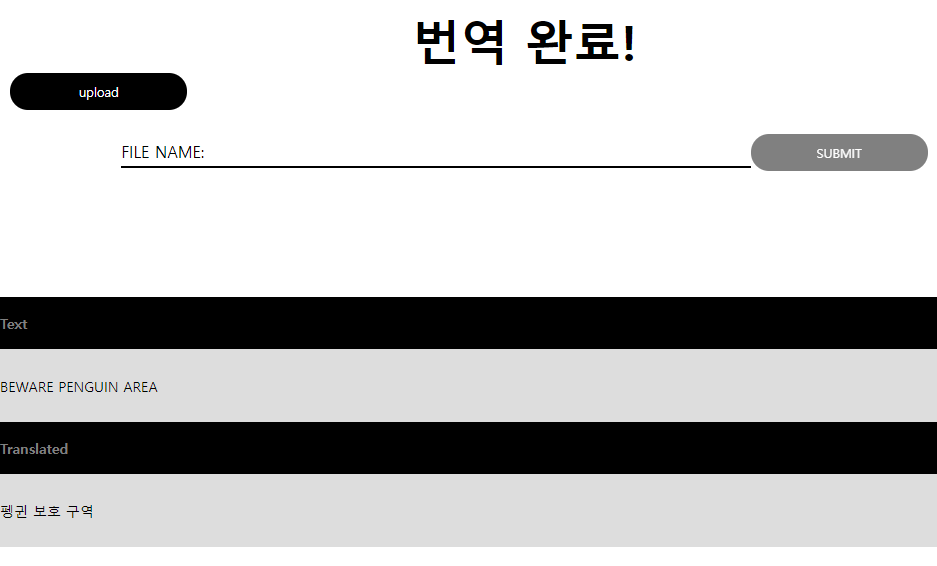 번역 완료!
upload
FILE NAME:
SUBMIT
Text
BEWARE PENGUIN AREA
Translated
펭귄 보호 구역